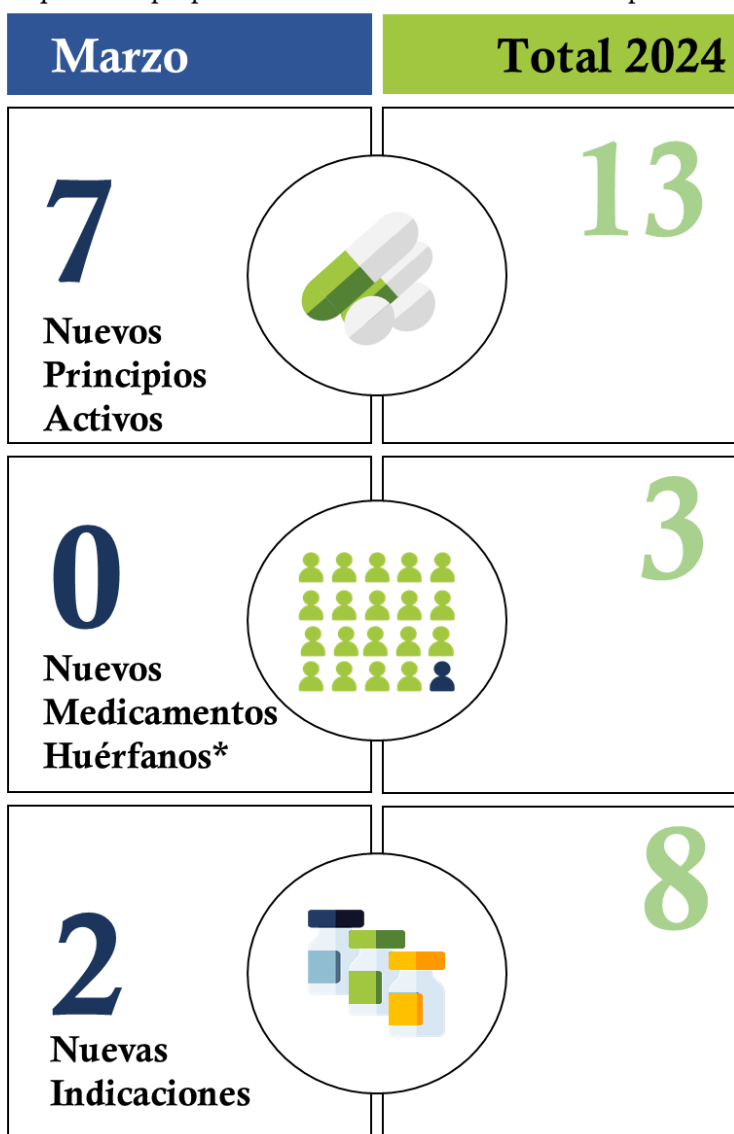 Marzo
Total 2024
7
13
Nuevos
Principios
Activos
0
3
Nuevos
Medicamentos
Huérfanos*
2
8
Nuevas
Indicaciones